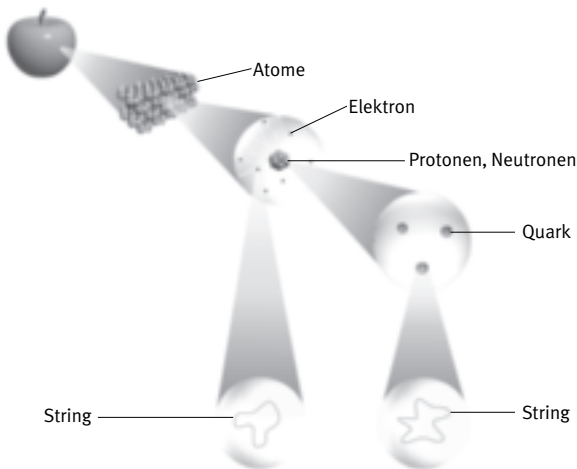 Atome
Elektron
Protonen, Neutronen
Quark
String
String